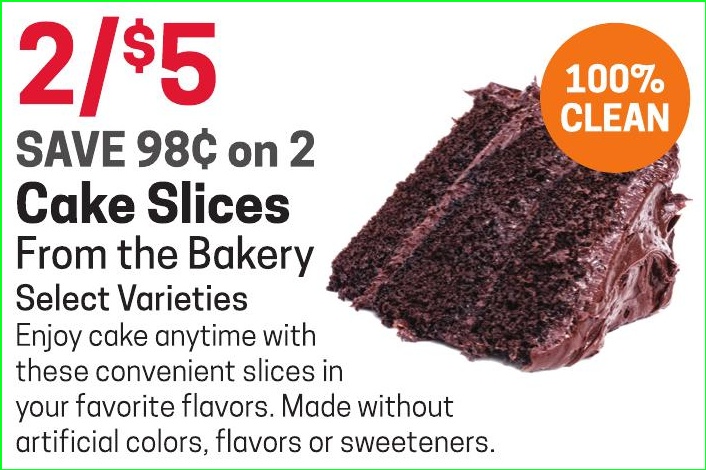 2/$5
SAVE 98¢ on 2
Cake Slices
From the Bakery
Select Varieties
Enjoy cake anytime with
these convenient slices in
your favorite flavors. Made without
artificial colors, flavors or sweeteners.
100%
CLEAN